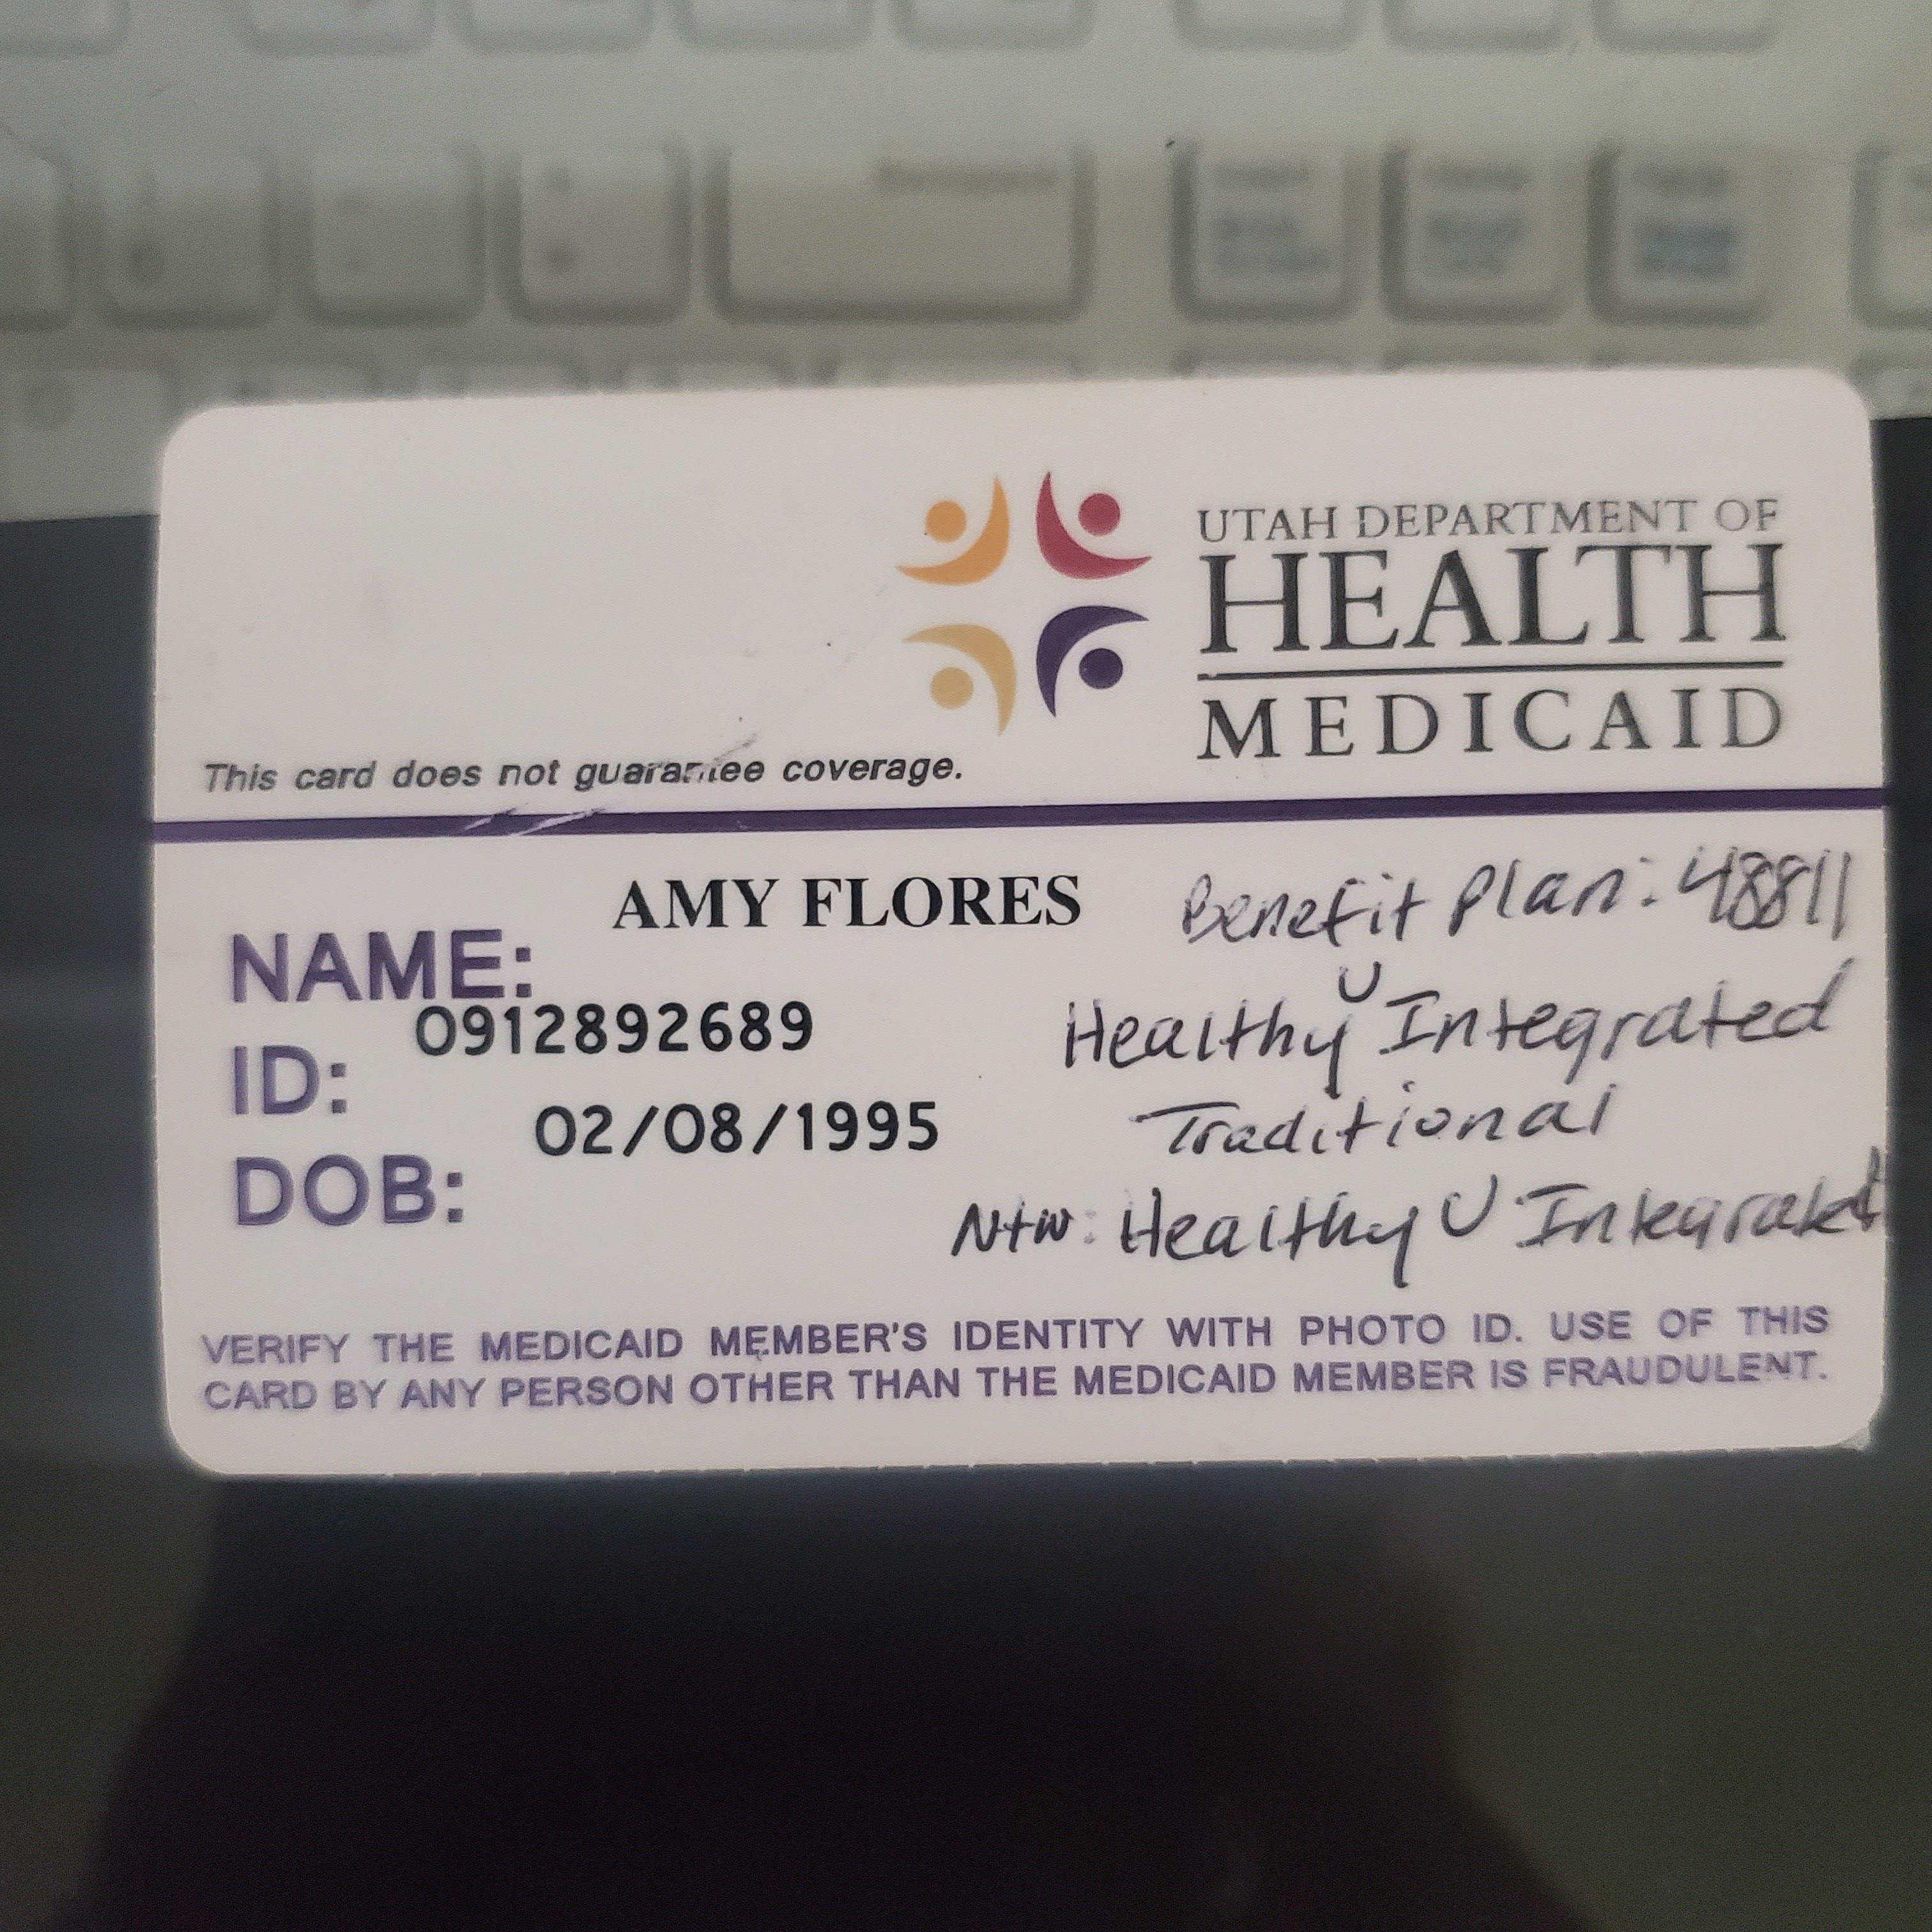 Backspace
UTAH DEPARTMENT OF
HEALTH
MEDICAID
This card does not guarantee coverage.
NAME: AMY FLORES
ID: 0912892689
DOB: 02/08/1995
Benefit Plan: 48811
Healthy U Integrated
Traditional
Ntw: Healthy U Integrated
VERIFY THE MEDICAID MEMBER'S IDENTITY WITH PHOTO ID. USE OF THIS
CARD BY ANY PERSON OTHER THAN THE MEDICAID MEMBER IS FRAUDULENT.